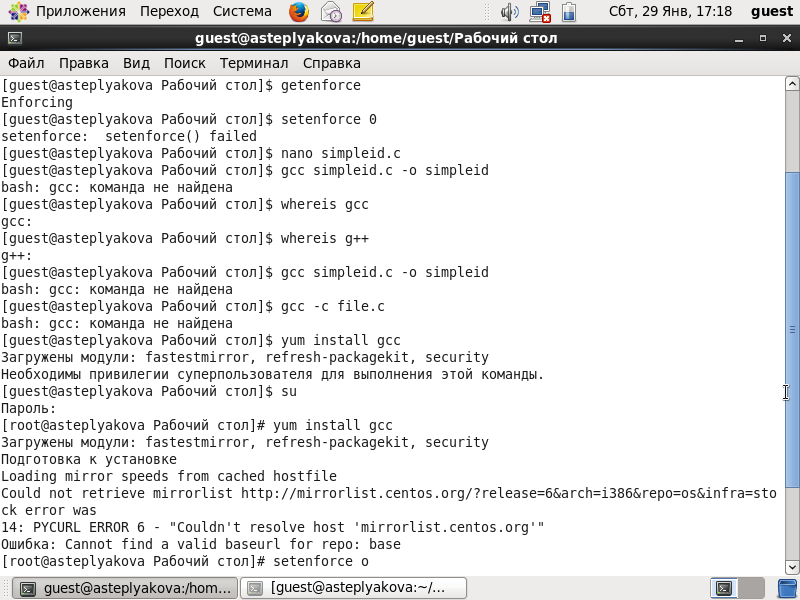 Приложения Переход Система Сбт, 29 Янв, 17:18 guest
guest@asteplyakova:/home/guest/Рабочий стол
Файл Правка Вид Поиск Терминал Справка
[guest@asteplyakova Рабочий стол]$ getenforce
Enforcing
[guest@asteplyakova Рабочий стол]$ setenforce 0
setenforce:  setenforce() failed
[guest@asteplyakova Рабочий стол]$ nano simpleid.c
[guest@asteplyakova Рабочий стол]$ gcc simpleid.c -o simpleid
bash: gcc: команда не найдена
[guest@asteplyakova Рабочий стол]$ whereis gcc
gcc:
[guest@asteplyakova Рабочий стол]$ whereis g++
g++:
[guest@asteplyakova Рабочий стол]$ gcc simpleid.c -o simpleid
bash: gcc: команда не найдена
[guest@asteplyakova Рабочий стол]$ gcc -c file.c
bash: gcc: команда не найдена
[guest@asteplyakova Рабочий стол]$ yum install gcc
Загружены модули: fastestmirror, refresh-packagekit, security
Необходимы привилегии суперпользователя для выполнения этой команды.
[guest@asteplyakova Рабочий стол]$ su
Пароль:
[root@asteplyakova Рабочий стол]# yum install gcc
Загружены модули: fastestmirror, refresh-packagekit, security
Подготовка к установке
Loading mirror speeds from cached hostfile
Could not retrieve mirrorlist http://mirrorlist.centos.org/?release=6&arch=i386&repo=os&infra=sto
ck error was
14: PYCURL ERROR 6 - "Couldn't resolve host 'mirrorlist.centos.org'"
Ошибка: Cannot find a valid baseurl for repo: base
[root@asteplyakova Рабочий стол]# setenforce o
guest@asteplyakova:/hom... [guest@asteplyakova:~/...